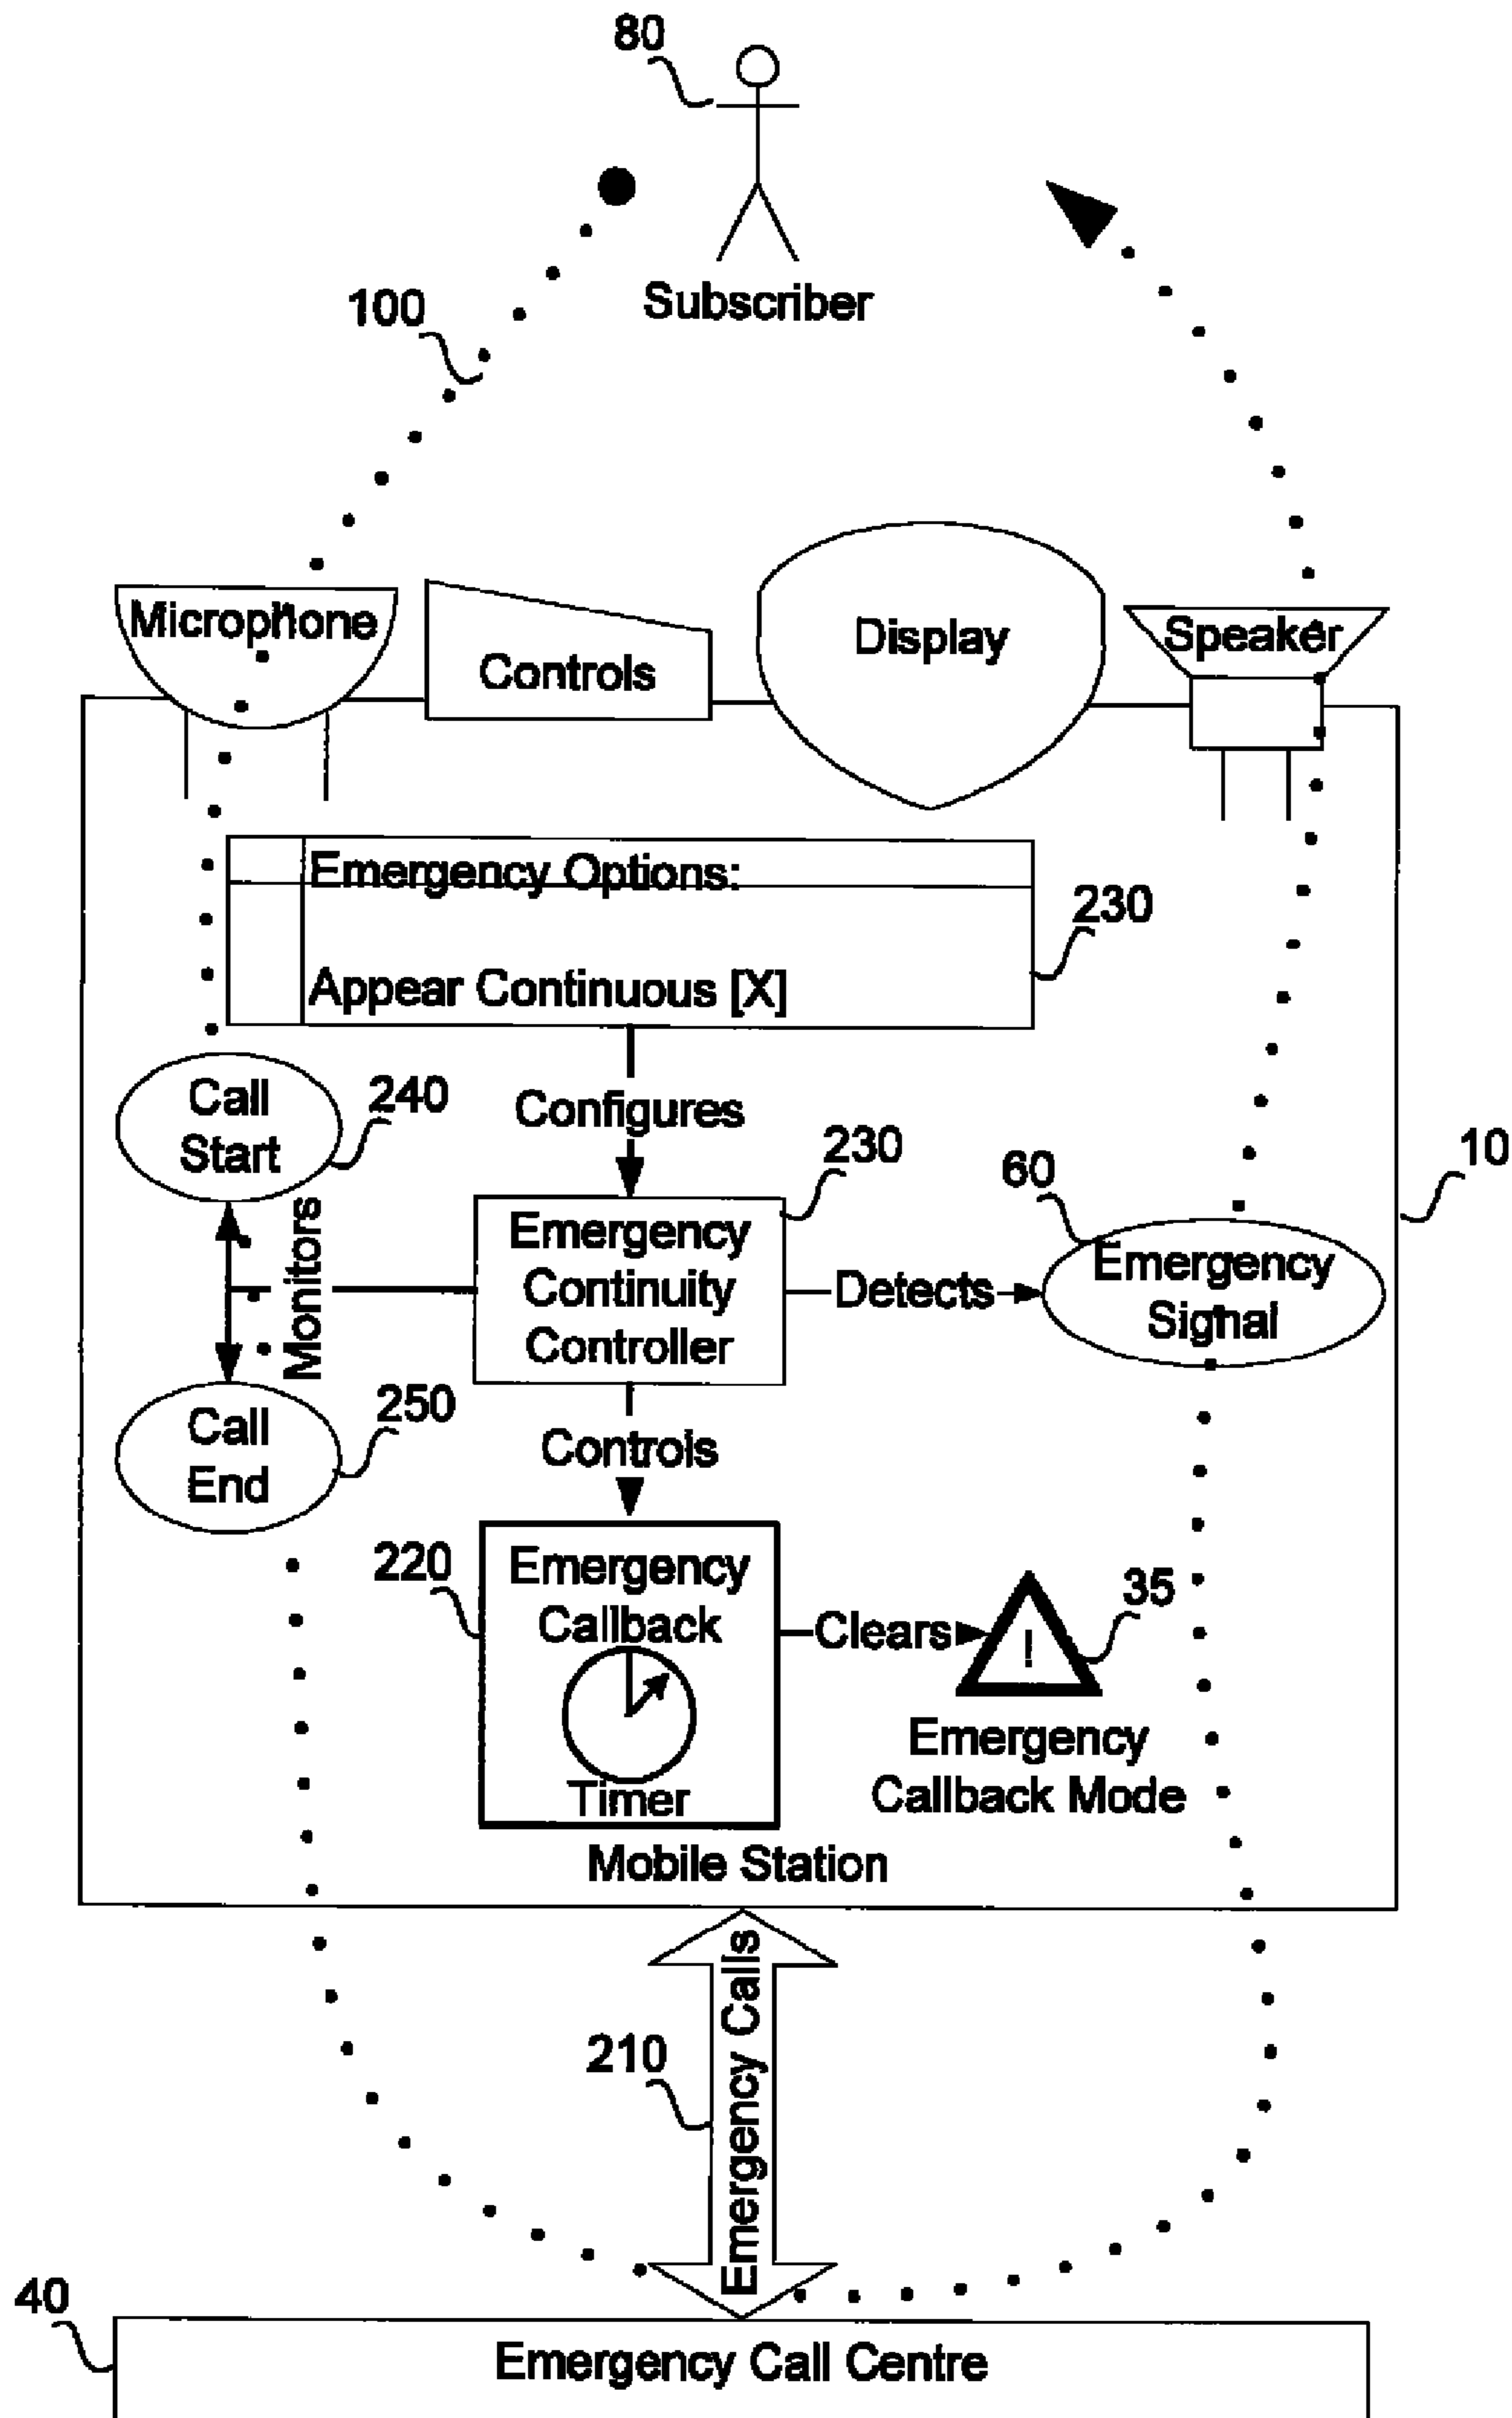 80
Subscriber
100
Microphone
Controls
Display
Speaker
Emergency Options:
230
Appear Continuous [X]
Call
Start
240
Configures
230
60
10
Emergency
Continuity
Controller
Monitors
Detects
Emergency
Signal
Call
End
250
Controls
220
Emergency
Callback
Timer
Clears
!
35
Emergency
Callback Mode
Mobile Station
210
Emergency Calls
40
Emergency Call Centre